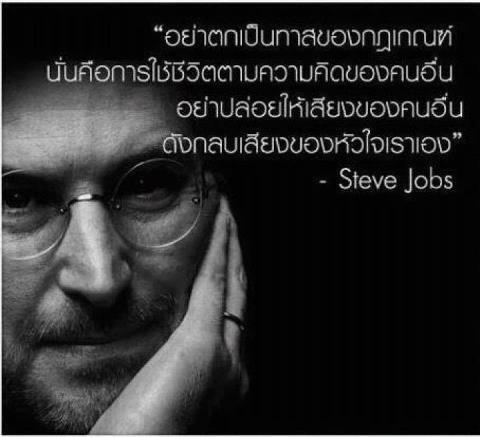 “อย่าตกเป็นทาสของกฎเกณฑ์
นั่นคือการใช้ชีวิตตามความคิดของคนอื่น
อย่าปล่อยให้เสียงของคนอื่น
ดังกลบเสียงของหัวใจเราเอง”
- Steve Jobs